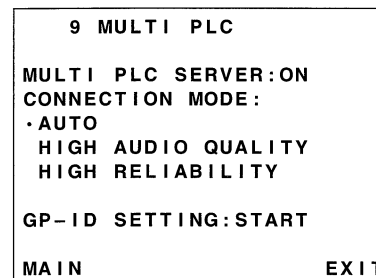 9 MULTI PLC
MULTI PLC SERVER:ON
CONNECTION MODE:
・AUTO
HIGH AUDIO QUALITY
HIGH RELIABILITY
GP-ID SETTING:START
MAIN EXIT